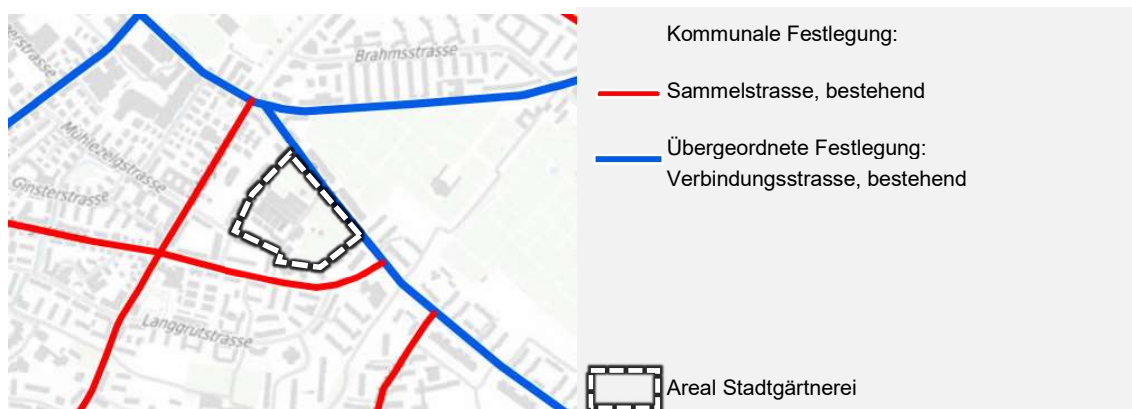 Brahmsstrasse
Mühlezelgstrasse
Ginsterstrasse
Langgrütstrasse
Kommunale Festlegung:
Sammelstrasse, bestehend
Übergeordnete Festlegung:
Verbindungsstrasse, bestehend
Areal Stadtgärtnerei